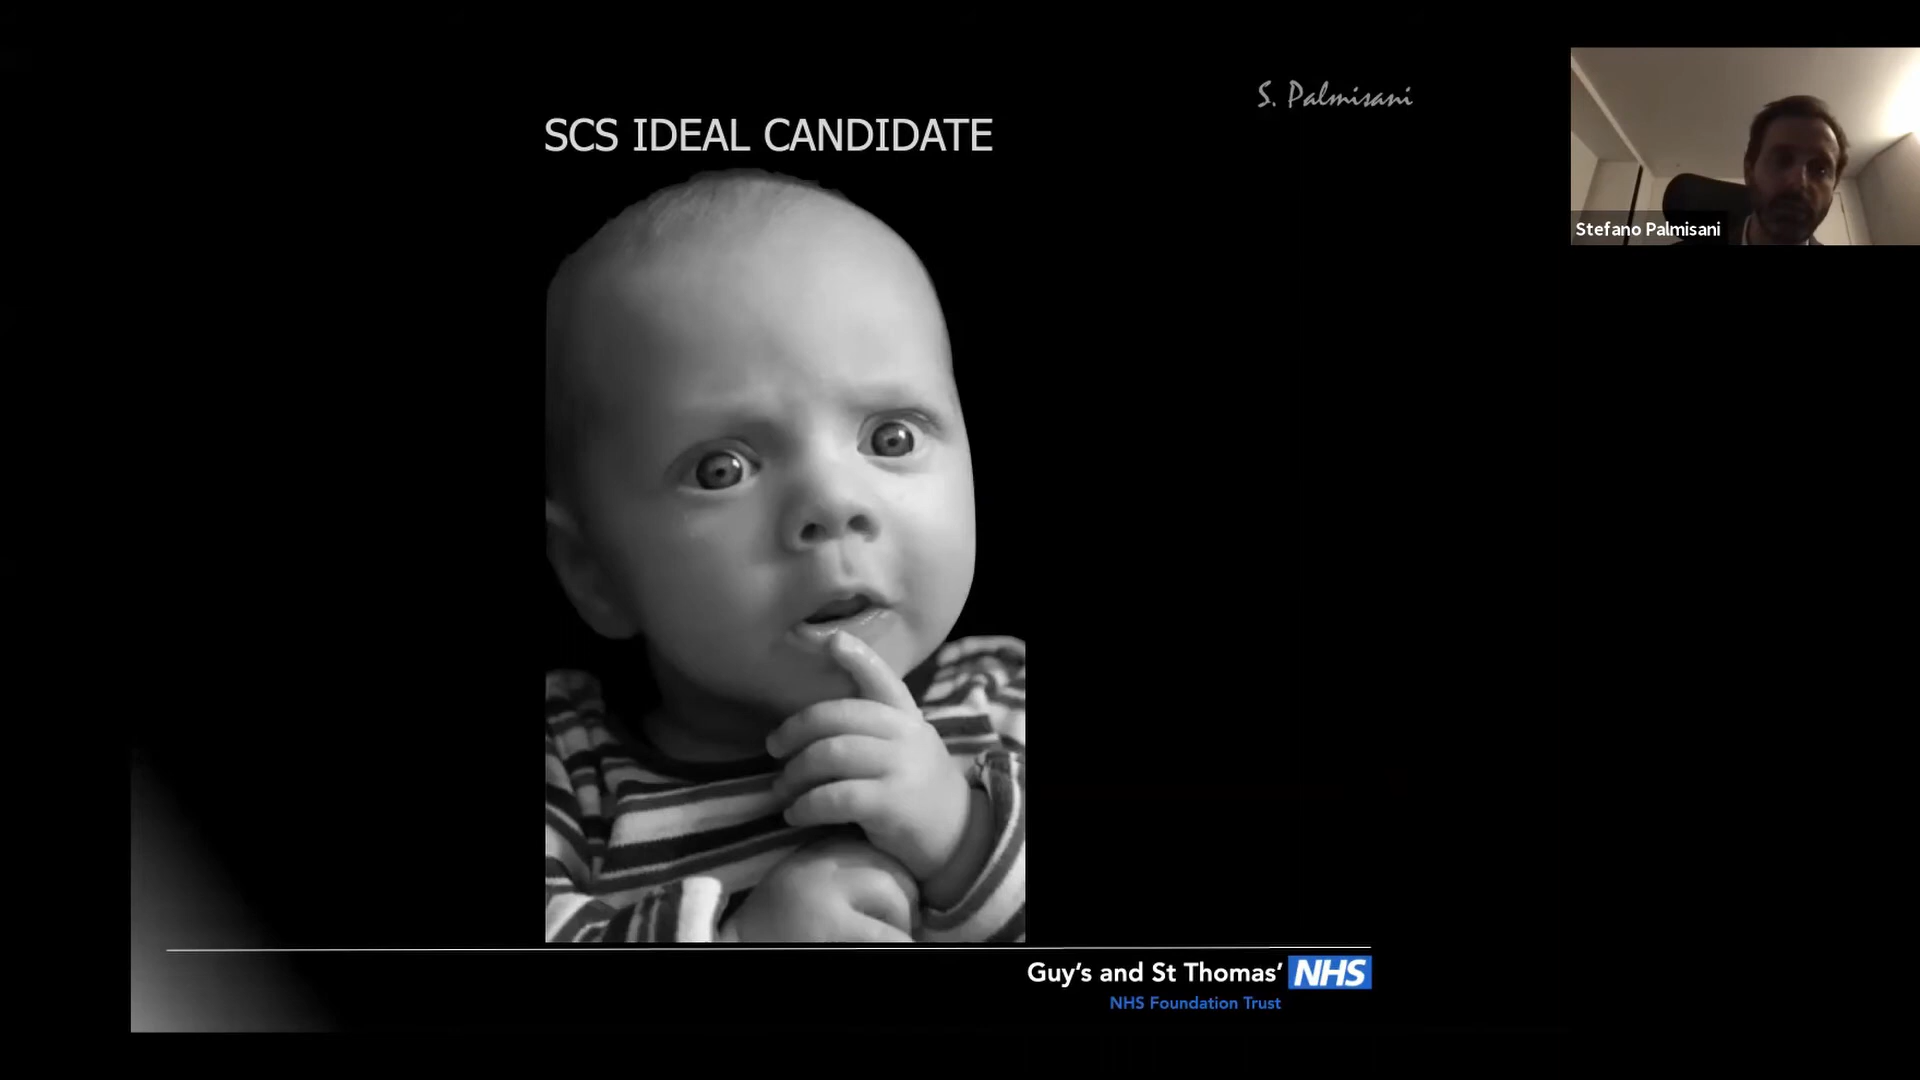 S. Palmisani
SCS IDEAL CANDIDATE
Stefano Palmisani
Guy's and St Thomas' NHS
NHS Foundation Trust